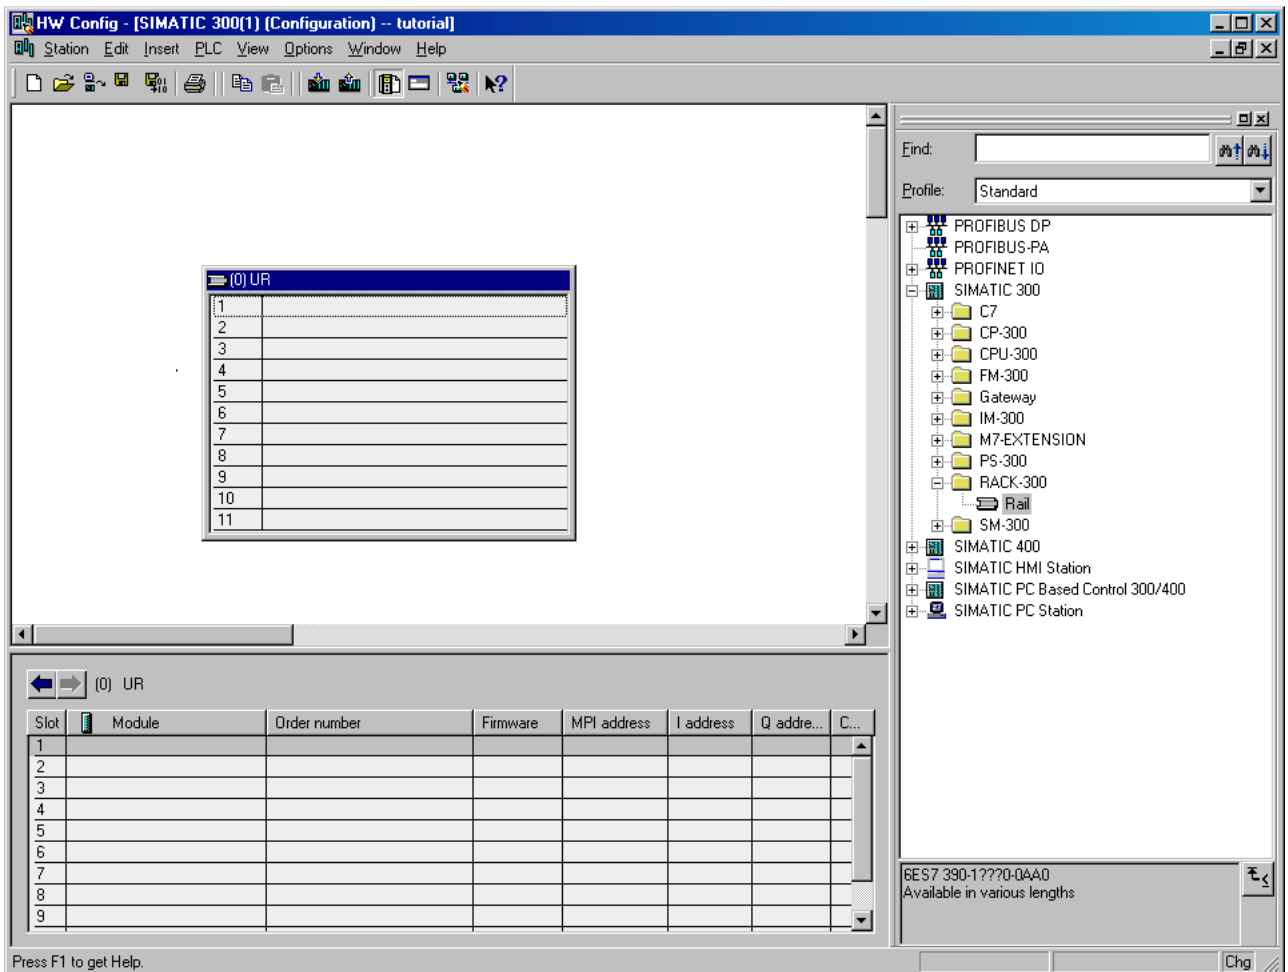 HW Config - [SIMATIC 300(1) (Configuration) -- tutorial]
Station Edit Insert PLC View Options Window Help
Find:
Profile: Standard
PROFIBUS DP
PROFIBUS-PA
PROFINET IO
SIMATIC 300
C7
CP-300
CPU-300
FM-300
Gateway
IM-300
M7-EXTENSION
PS-300
RACK-300
Rail
SM-300
SIMATIC 400
SIMATIC HMI Station
SIMATIC PC Based Control 300/400
SIMATIC PC Station
6ES7 390-1???0-0AA0
Available in various lengths
(0) UR
1
2
3
4
5
6
7
8
9
10
11
(0) UR
Slot Module Order number Firmware MPI address I address Q addre... C...
1
2
3
4
5
6
7
8
9
Press F1 to get Help.
Chg